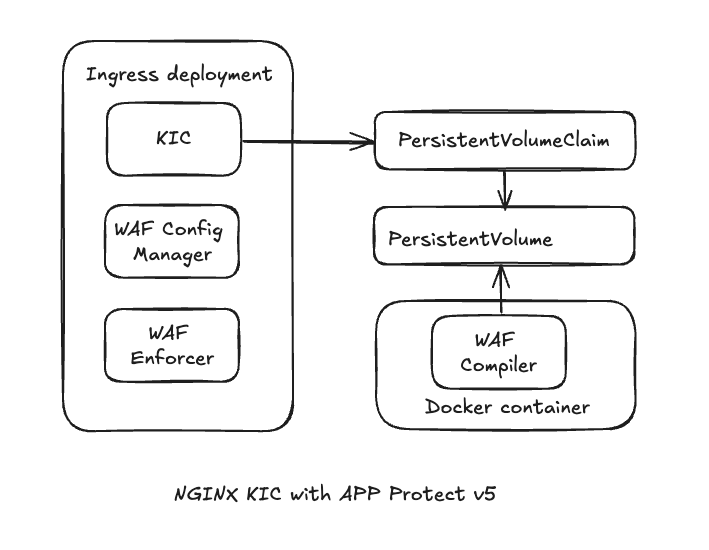 Ingress deployment
KIC
WAF Config
Manager
WAF
Enforcer
PersistentVolumeClaim
PersistentVolume
WAF
Compiler
Docker container
NGINX KIC with APP Protect v5